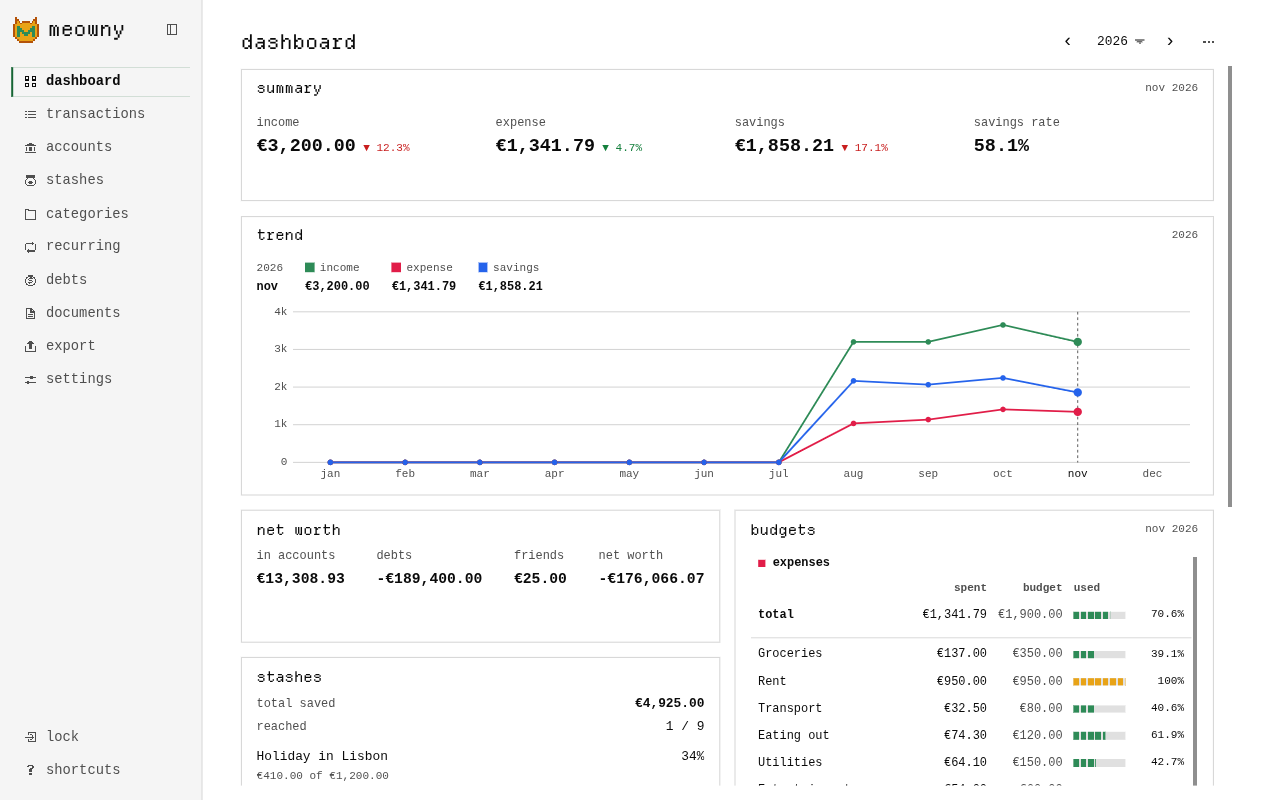 meowny
dashboard
transactions
accounts
stashes
categories
recurring
debts
documents
export
settings
lock
? shortcuts
dashboard
‹ 2026 › ...
summary nov 2026
income expense savings savings rate
€3,200.00 ▼ 12.3% €1,341.79 ▼ 4.7% €1,858.21 ▼ 17.1% 58.1%
trend 2026
2026 income expense savings
nov €3,200.00 €1,341.79 €1,858.21
4k
3k
2k
1k
0
jan feb mar apr may jun jul aug sep oct nov dec
net worth
in accounts debts friends net worth
€13,308.93 -€189,400.00 €25.00 -€176,066.07
stashes
total saved €4,925.00
reached 1 / 9
Holiday in Lisbon 34%
€410.00 of €1,200.00
budgets nov 2026
expenses
spent budget used
total €1,341.79 €1,900.00 70.6%
Groceries €137.00 €350.00 39.1%
Rent €950.00 €950.00 100%
Transport €32.50 €80.00 40.6%
Eating out €74.30 €120.00 61.9%
Utilities €64.10 €150.00 42.7%